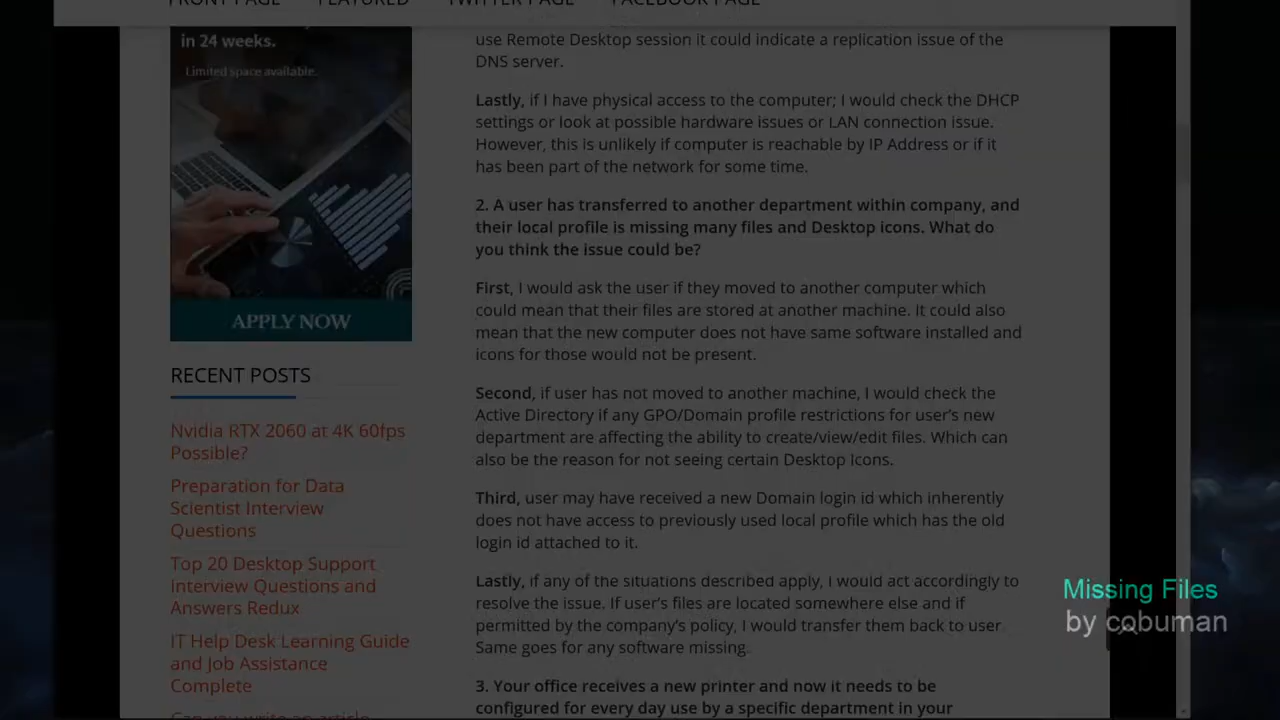 FRONT PAGE FEATURED TWITTER PAGE FACEBOOK PAGE
in 24 weeks.
Limited space available.
APPLY NOW
RECENT POSTS
Nvidia RTX 2060 at 4K 60fps
Possible?
Preparation for Data
Scientist Interview
Questions
Top 20 Desktop Support
Interview Questions and
Answers Redux
IT Help Desk Learning Guide
and Job Assistance
Complete
Can you write an article
use Remote Desktop session it could indicate a replication issue of the
DNS server.
Lastly, if I have physical access to the computer; I would check the DHCP
settings or look at possible hardware issues or LAN connection issue.
However, this is unlikely if computer is reachable by IP Address or if it
has been part of the network for some time.
2. A user has transferred to another department within company, and
their local profile is missing many files and Desktop icons. What do
you think the issue could be?
First, I would ask the user if they moved to another computer which
could mean that their files are stored at another machine. It could also
mean that the new computer does not have same software installed and
icons for those would not be present.
Second, if user has not moved to another machine, I would check the
Active Directory if any GPO/Domain profile restrictions for user's new
department are affecting the ability to create/view/edit files. Which can
also be the reason for not seeing certain Desktop Icons.
Third, user may have received a new Domain login id which inherently
does not have access to previously used local profile which has the old
login id attached to it.
Lastly, if any of the situations described apply, I would act accordingly to
resolve the issue. If user's files are located somewhere else and if
permitted by the company's policy, I would transfer them back to user.
Same goes for any software missing.
3. Your office receives a new printer and now it needs to be
configured for every day use by a specific department in your
Missing Files
by cobuman